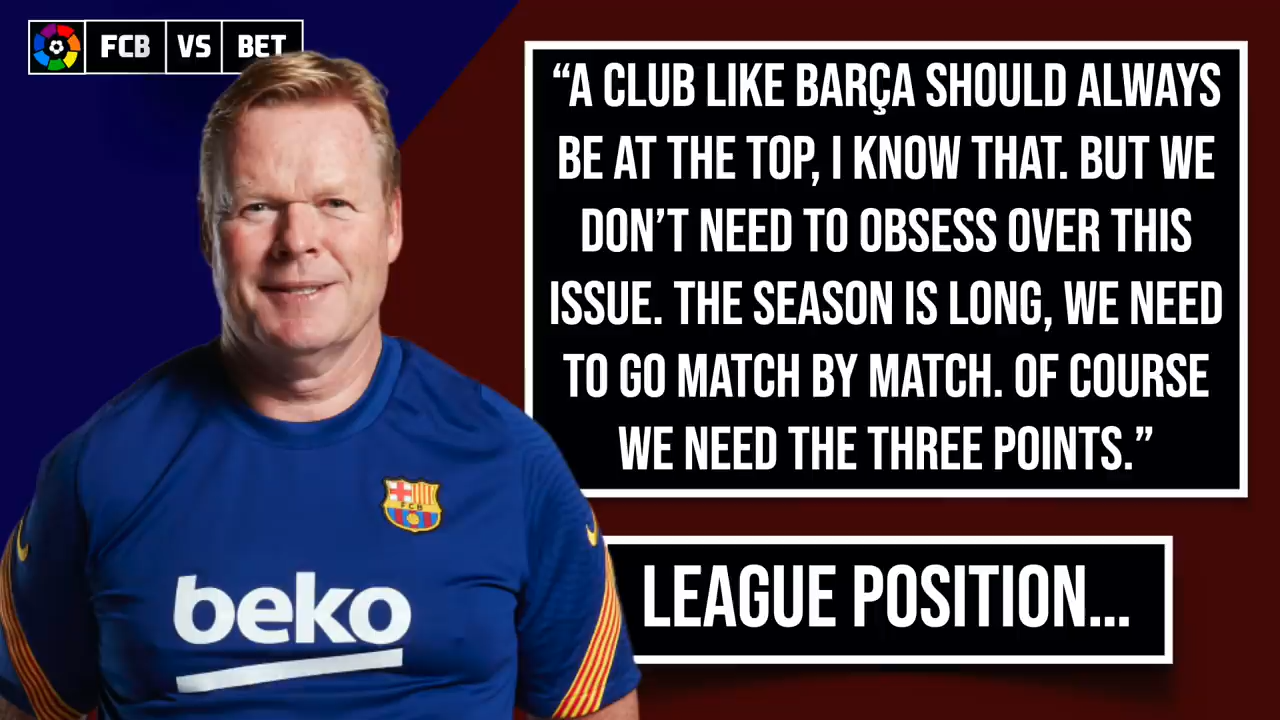 FCB VS BET
“A CLUB LIKE BARÇA SHOULD ALWAYS
BE AT THE TOP, I KNOW THAT. BUT WE
DON’T NEED TO OBSESS OVER THIS
ISSUE. THE SEASON IS LONG, WE NEED
TO GO MATCH BY MATCH. OF COURSE
WE NEED THE THREE POINTS.”
FCB
beko
LEAGUE POSITION...